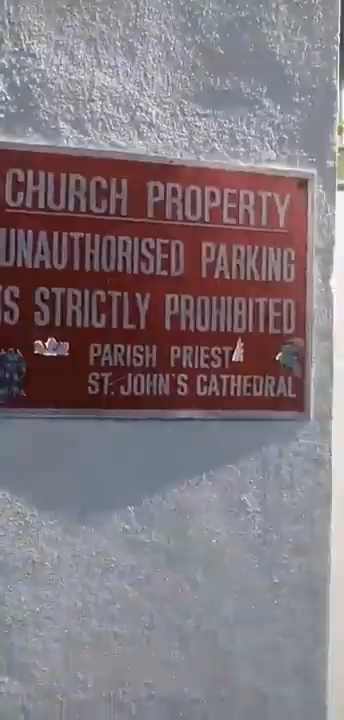 CHURCH PROPERTY
UNAUTHORISED PARKING
IS STRICTLY PROHIBITED
PARISH PRIEST
ST. JOHN'S CATHEDRAL